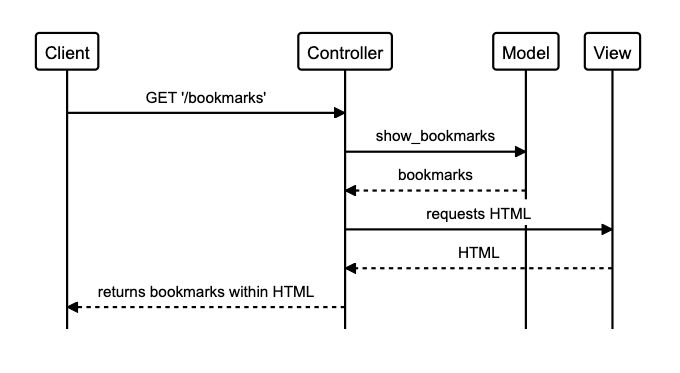 Client
Controller
Model
View
GET '/bookmarks'
show_bookmarks
bookmarks
requests HTML
HTML
returns bookmarks within HTML